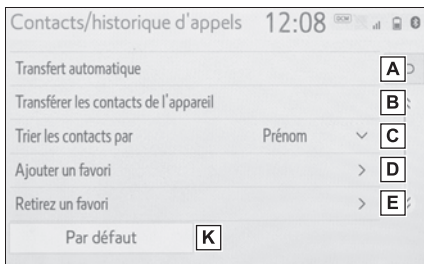 Contacts/historique d'appels 12:08 DCM
Transfert automatique A
Transférer les contacts de l'appareil B
Trier les contacts par Prénom C
Ajouter un favori D
Retirez un favori E
Par défaut K